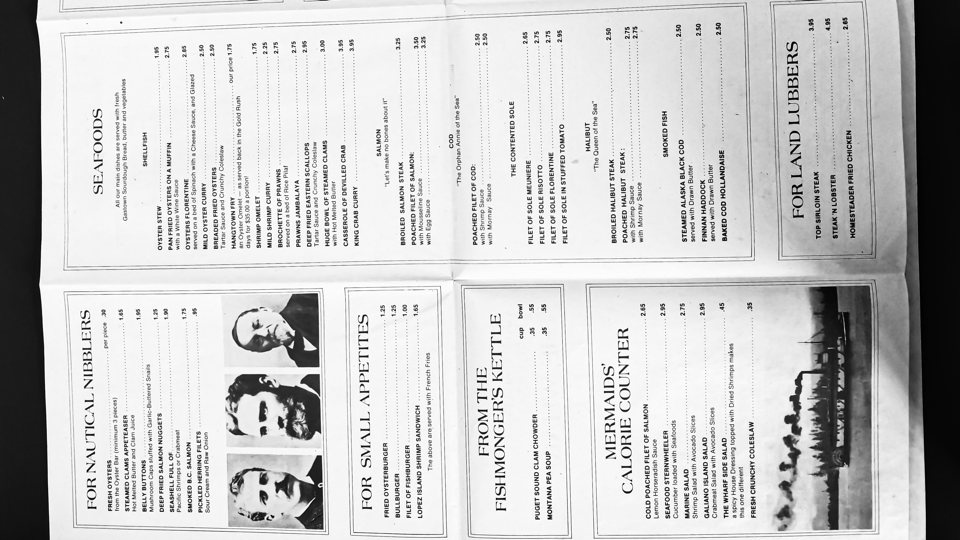 FOR NAUTICAL NIBBLERS
per piece .30
FRESH OYSTERS
from the Oyster Bar (minimum 3 pieces)
STEAMED CLAMS APPETEASER 1.65
Hot Melted Butter and Clam Juice
BELLY BUTTONS 1.95
Mushroom Caps stuffed with Garlic-Buttered Snails
DEEP FRIED SALMON NUGGETS 1.25
SEASHELL FULL OF 1.90
Pacific Shrimps or Crabmeat
SMOKED B.C. SALMON 1.75
PICKLED HERRING FILETS .95
Sour Cream and Raw Onion
FOR SMALL APPETITES
FRIED OYSTERBURGER 1.25
BULLBURGER 1.25
FILET OF FISHBURGER 1.00
LOPEZ ISLAND SHRIMP SANDWICH 1.65
The above are served with French Fries
FROM THE
FISHMONGER'S KETTLE
cup bowl
PUGET SOUND CLAM CHOWDER .35 .55
MONTANA PEA SOUP .35 .55
MERMAIDS'
CALORIE COUNTER
COLD POACHED FILET OF SALMON 2.65
Lemon Horseradish Sauce
SEAFOOD STERNWHEELER 2.95
Cucumber loaded with Seafoods
MARINE SALAD 2.75
Shrimp Salad with Avocado Slices
GALIANO ISLAND SALAD 2.95
Crabmeat Salad with Avocado Slices
THE WHARF SIDE SALAD .45
a spicy House Dressing topped with Dried Shrimps makes
this one different
FRESH CRUNCHY COLESLAW .35
SEAFOODS
All our main dishes are served with fresh
Gastown Sourdough Bread, butter and vegetables
SHELLFISH
OYSTER STEW 1.95
PAN FRIED OYSTERS ON A MUFFIN 2.75
with a White Wine Sauce
OYSTERS FLORENTINE 2.85
served on a bed of Spinach with a Cheese Sauce, and Glazed
MILD OYSTER CURRY 2.50
BREADED FRIED OYSTERS 2.50
Tartar Sauce and Crunchy Coleslaw
HANGTOWN FRY our price 1.75
an Oyster Omelet — as served back in the Gold Rush
days for $35.00 a portion)
SHRIMP OMELET 1.75
MILD SHRIMP CURRY 2.25
BROCHETTE OF PRAWNS 2.75
served on a bed of Rice Pilaf
PRAWNS JAMBALAYA 2.75
DEEP FRIED EASTERN SCALLOPS 2.95
Tartar Sauce and Crunchy Coleslaw
HUGE BOWL OF STEAMED CLAMS 3.00
with Hot Melted Butter
CASSEROLE OF DEVILLED CRAB 3.95
KING CRAB CURRY 3.95
SALMON
"Let's make no bones about it"
BROILED SALMON STEAK 3.25
POACHED FILET OF SALMON:
with Mousseline Sauce 3.50
with Egg Sauce 3.25
COD
"The Orphan Annie of the Sea"
POACHED FILET OF COD:
with Shrimp Sauce 2.50
with Mornay Sauce 2.50
THE CONTENTED SOLE
FILET OF SOLE MEUNIERE 2.65
FILET OF SOLE RISOTTO 2.75
FILET OF SOLE FLORENTINE 2.75
FILET OF SOLE IN STUFFED TOMATO 2.95
HALIBUT
"The Queen of the Sea"
BROILED HALIBUT STEAK 2.50
POACHED HALIBUT STEAK:
with Shrimp Sauce 2.75
with Mornay Sauce 2.75
SMOKED FISH
STEAMED ALASKA BLACK COD 2.50
served with Drawn Butter
FINNAN HADDOCK 2.50
served with Drawn Butter
BAKED COD HOLLANDAISE 2.50
FOR LAND LUBBERS
TOP SIRLOIN STEAK 3.95
STEAK 'N LOBSTER 4.95
HOMESTEADER FRIED CHICKEN 2.65